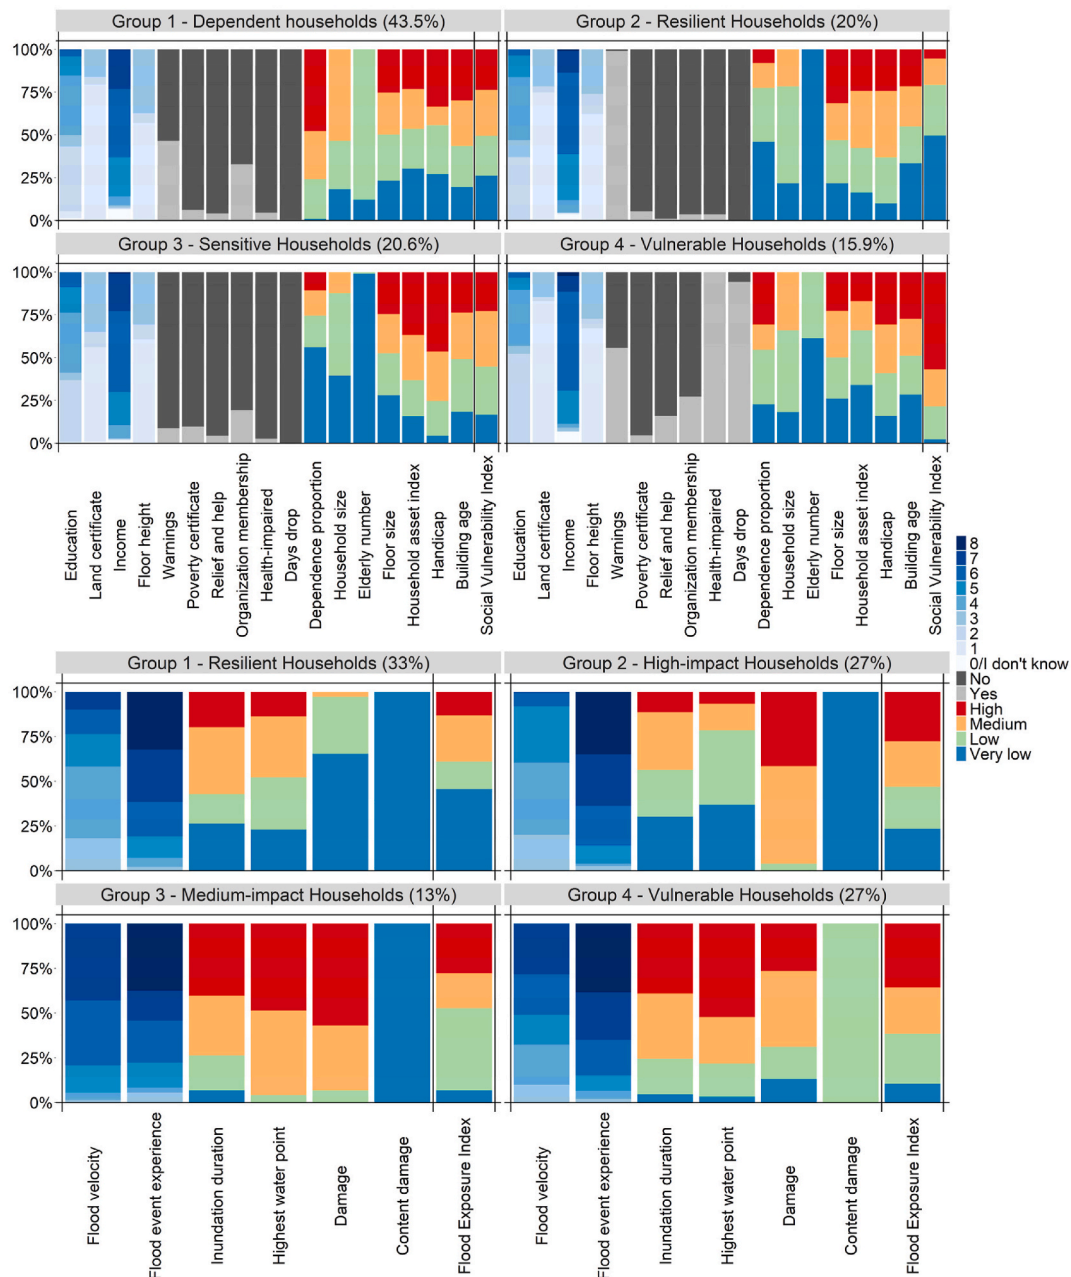 Group 1 - Dependent households (43.5%)
Group 2 - Resilient Households (20%)
100%
75%
50%
25%
0%
Group 3 - Sensitive Households (20.6%)
Group 4 - Vulnerable Households (15.9%)
100%
75%
50%
25%
0%
Education
Land certificate
Income
Floor height
Warnings
Poverty certificate
Relief and help
Organization membership
Health-impaired
Days drop
Dependence proportion
Household size
Elderly number
Floor size
Household asset index
Handicap
Building age
Social Vulnerability Index
Education
Land certificate
Income
Floor height
Warnings
Poverty certificate
Relief and help
Organization membership
Health-impaired
Days drop
Dependence proportion
Household size
Elderly number
Floor size
Household asset index
Handicap
Building age
Social Vulnerability Index
8
7
6
5
4
3
2
1
0/I don't know
No
Yes
High
Medium
Low
Very low
Group 1 - Resilient Households (33%)
Group 2 - High-impact Households (27%)
100%
75%
50%
25%
0%
Group 3 - Medium-impact Households (13%)
Group 4 - Vulnerable Households (27%)
100%
75%
50%
25%
0%
Flood velocity
Flood event experience
Inundation duration
Highest water point
Damage
Content damage
Flood Exposure Index
Flood velocity
Flood event experience
Inundation duration
Highest water point
Damage
Content damage
Flood Exposure Index